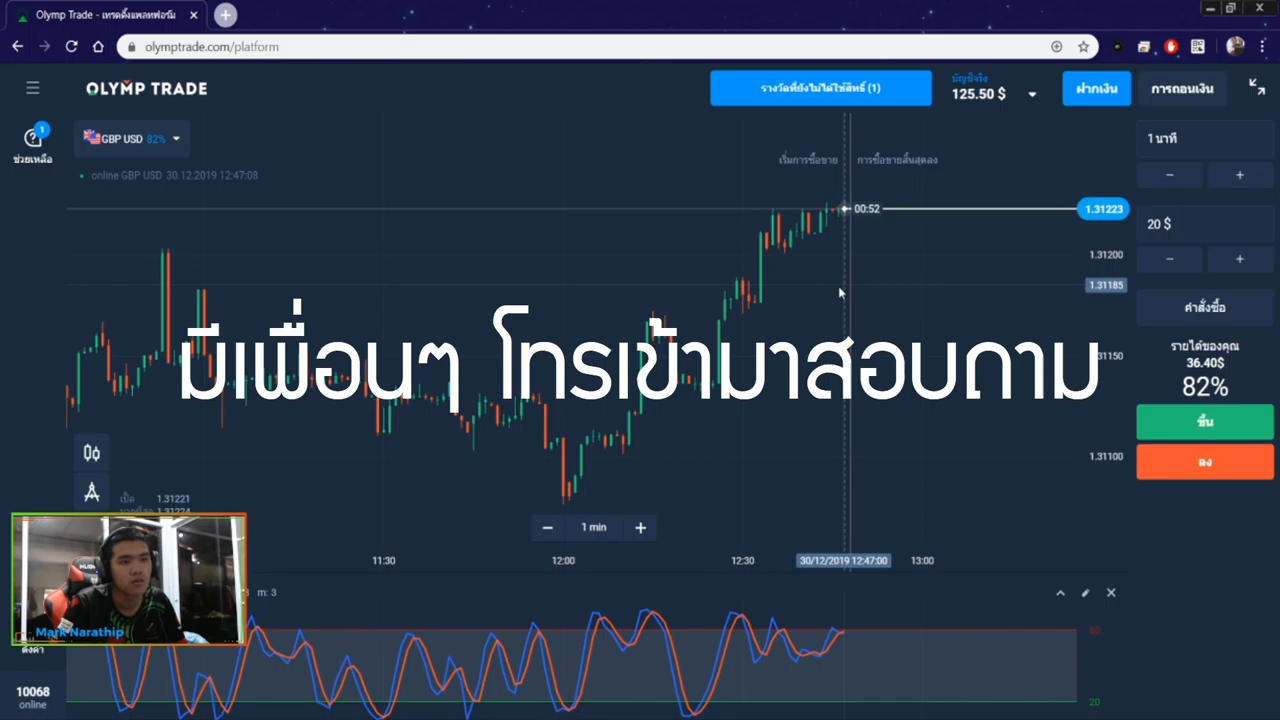 Olymp Trade - เทรดดิ้งแพลทฟอร์ม
olymptrade.com/platform
OLYMP TRADE
รางวัลที่ยังไม่ได้ใช้สิทธิ์ (1)
บัญชีจริง
125.50 $
ฝากเงิน
การถอนเงิน
1
ช่วยเหลือ
GBP USD 82%
online GBP USD 30.12.2019 12:47:08
เริ่มการซื้อขาย
การซื้อขายสิ้นสุดลง
1 นาที
00:52
1.31223
20 $
1.31200
1.31185
คำสั่งซื้อ
มีเพื่อนๆ โทรเข้ามาสอบถาม
1.31150
รายได้ของคุณ
36.40$
82%
ขึ้น
ลง
1.31100
เปิด 1.31221
1.31224
1 min
11:30
12:00
12:30
30/12/2019 12:47:00
13:00
m: 3
Mark Narathip
80
20
10068
online